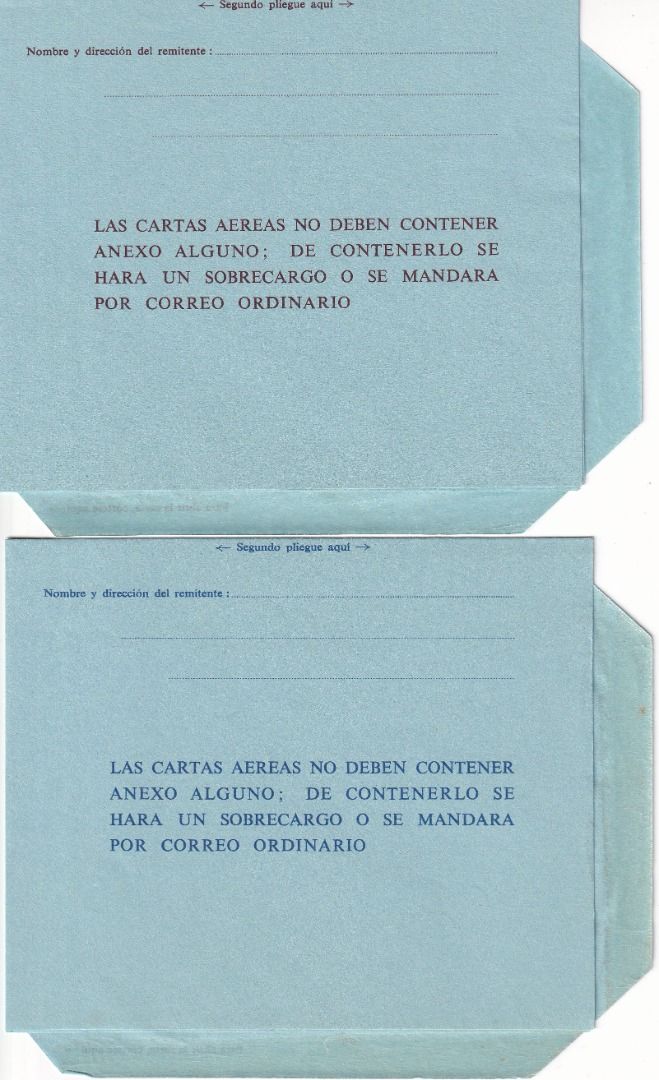 ← Segundo pliegue aquí →
Nombre y dirección del remitente :
LAS CARTAS AEREAS NO DEBEN CONTENER
ANEXO ALGUNO; DE CONTENERLO SE
HARA UN SOBRECARGO O SE MANDARA
POR CORREO ORDINARIO
← Segundo pliegue aquí →
Nombre y dirección del remitente :
LAS CARTAS AEREAS NO DEBEN CONTENER
ANEXO ALGUNO; DE CONTENERLO SE
HARA UN SOBRECARGO O SE MANDARA
POR CORREO ORDINARIO